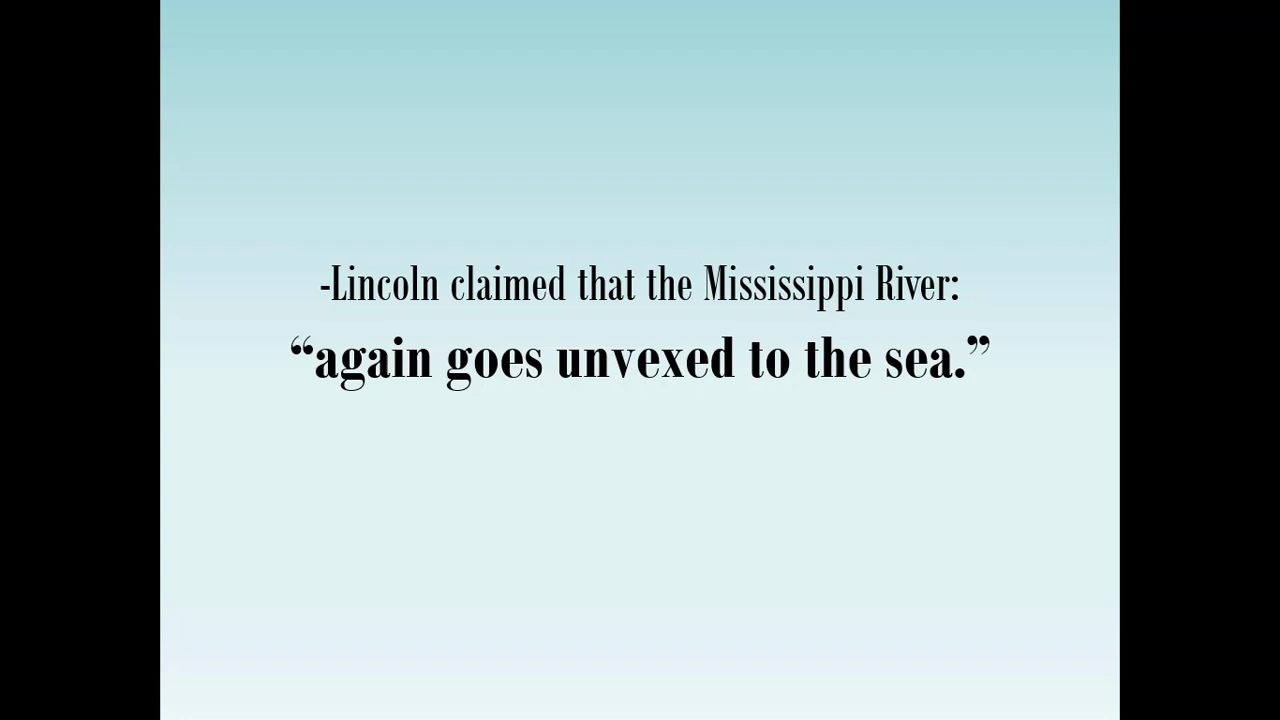 -Lincoln claimed that the Mississippi River:
“again goes unvexed to the sea.”